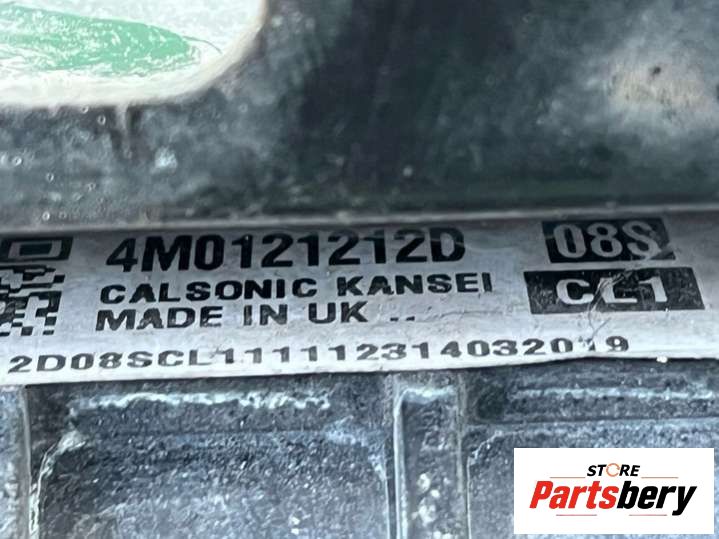 4M0121212D 08S
CALSONIC KANSEI CL1
MADE IN UK ..
2D08SCL111112314032019
STORE
Partsbery